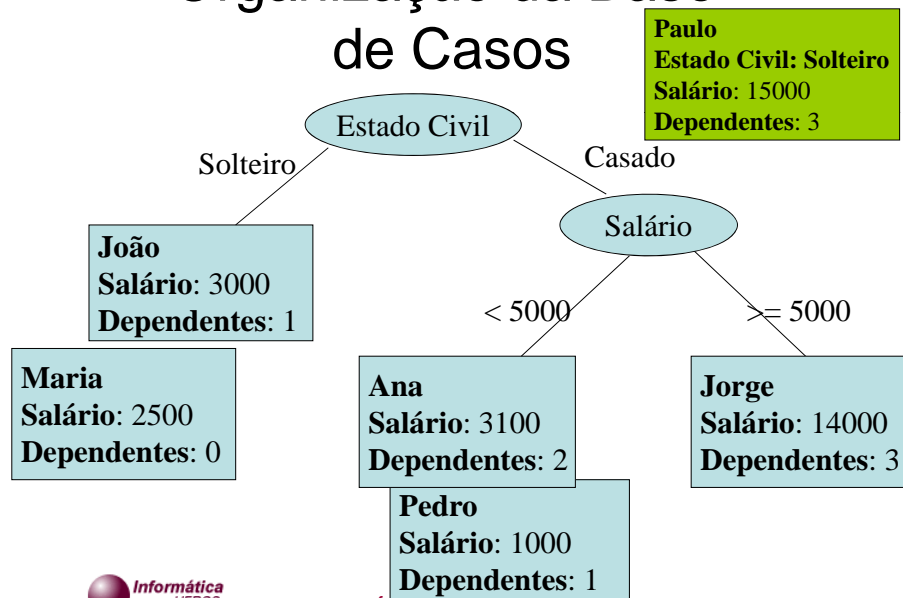 de Casos
Paulo
Estado Civil: Solteiro
Salário: 15000
Dependentes: 3
Estado Civil
Solteiro
Casado
Salário
João
Salário: 3000
Dependentes: 1
< 5000
>= 5000
Maria
Salário: 2500
Dependentes: 0
Ana
Salário: 3100
Dependentes: 2
Jorge
Salário: 14000
Dependentes: 3
Pedro
Salário: 1000
Dependentes: 1
Informática